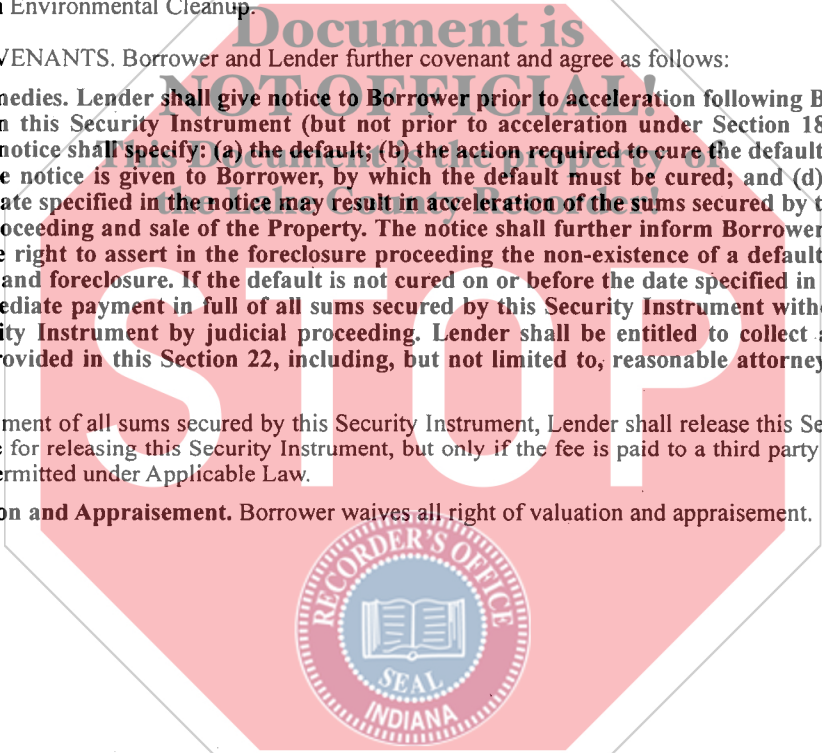 Environmental Cleanup.
Document is
VENANTS. Borrower and Lender further covenant and agree as follows:
NOT OFFICIAL!
nedies. Lender shall give notice to Borrower prior to acceleration following B
n this Security Instrument (but not prior to acceleration under Section 18
This Document is the property of
notice shall specify: (a) the default; (b) the action required to cure the default
e notice is given to Borrower, by which the default must be cured; and (d)
the Lake County Recorder!
ate specified in the notice may result in acceleration of the sums secured by t
oceeding and sale of the Property. The notice shall further inform Borrower
e right to assert in the foreclosure proceeding the non-existence of a default
and foreclosure. If the default is not cured on or before the date specified in
ediate payment in full of all sums secured by this Security Instrument with
ity Instrument by judicial proceeding. Lender shall be entitled to collect a
rovided in this Section 22, including, but not limited to, reasonable attorney
STOP
ment of all sums secured by this Security Instrument, Lender shall release this Se
e for releasing this Security Instrument, but only if the fee is paid to a third party
ermitted under Applicable Law.
on and Appraisement. Borrower waives all right of valuation and appraisement.
RECORDER'S OFFICE
SEAL
INDIANA